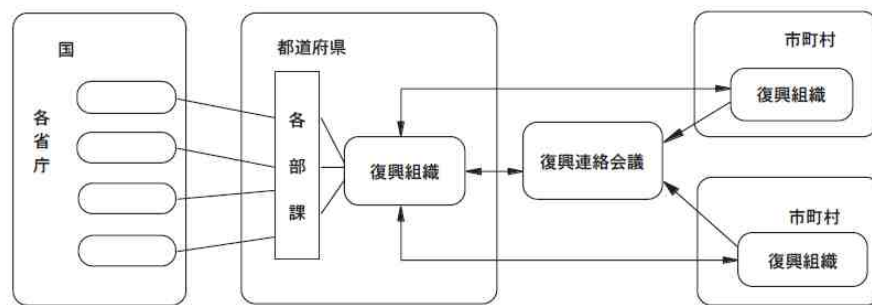 国
各省庁
都道府県
各部課
復興組織
復興連絡会議
市町村
復興組織
市町村
復興組織